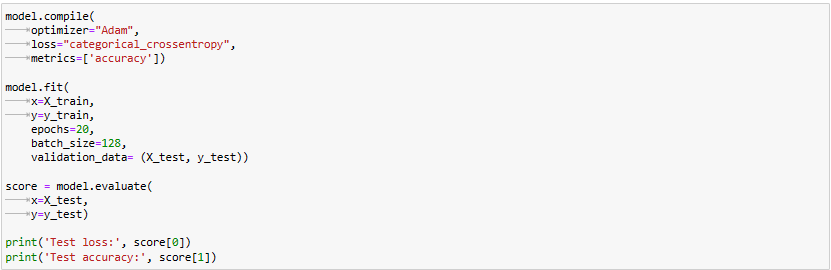 model.compile(
optimizer="Adam",
loss="categorical_crossentropy",
metrics=['accuracy'])
model.fit(
x=X_train,
y=y_train,
epochs=20,
batch_size=128,
validation_data= (X_test, y_test))
score = model.evaluate(
x=X_test,
y=y_test)
print('Test loss:', score[0])
print('Test accuracy:', score[1])